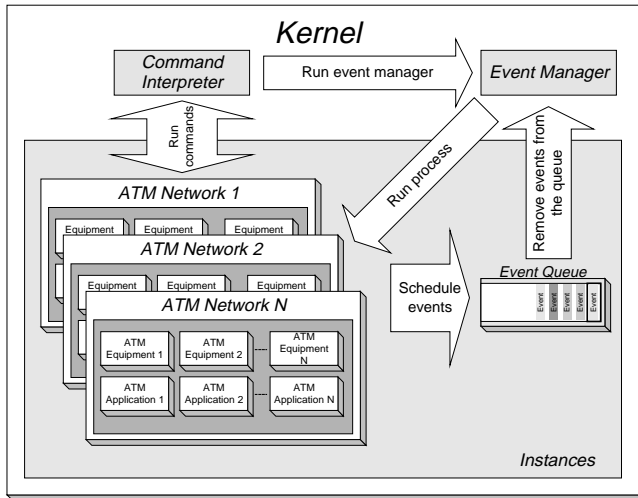 Kernel
Command
Interpreter
Run event manager
Event Manager
Run
commands
Run process
Remove events from
the queue
ATM Network 1
Equipment
Equipment
Equipment
ATM Network 2
Equipment
Equipment
Equipment
ATM Network N
ATM
Equipment 1
ATM
Equipment 2
ATM
Equipment
N
ATM
Application 1
ATM
Application 2
ATM
Application N
Schedule
events
Event Queue
Event
Event
Event
Event
Event
Instances